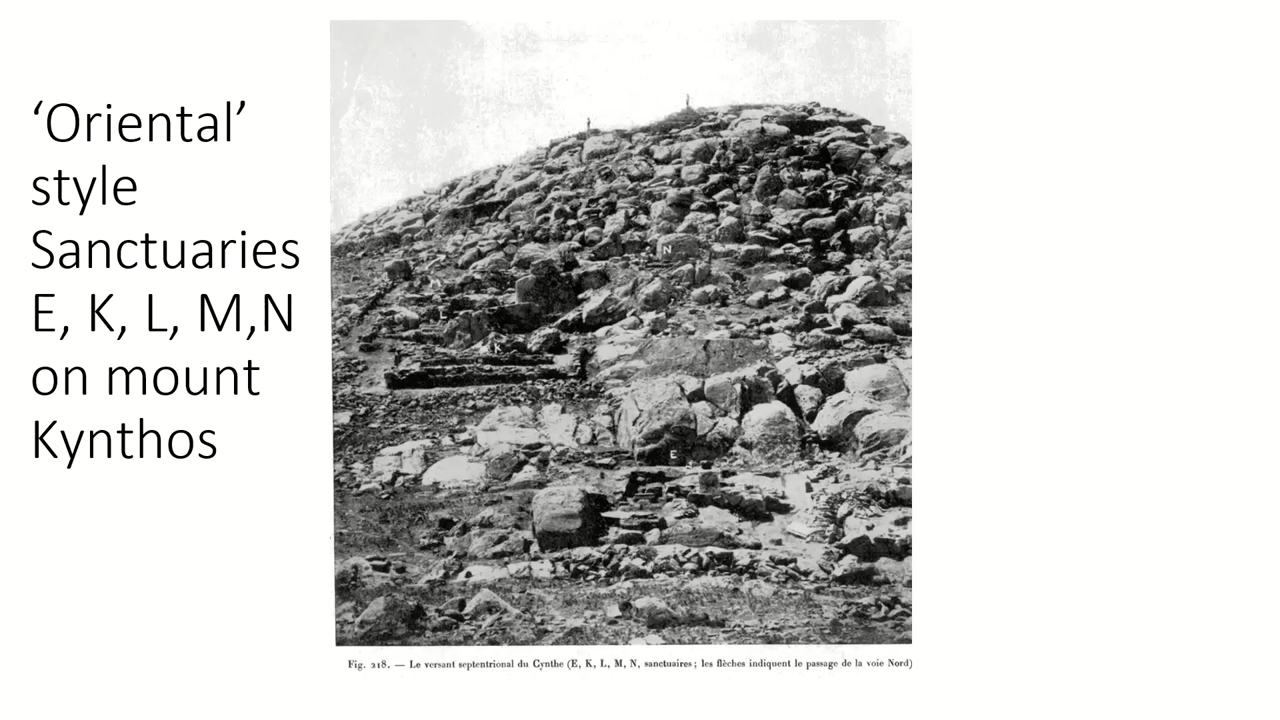 ‘Oriental’
style
Sanctuaries
E, K, L, M,N
on mount
Kynthos
N
K
E
Fig. 218. — Le versant septentrional du Cynthe (E, K, L, M, N, sanctuaires ; les flèches indiquent le passage de la voie Nord)